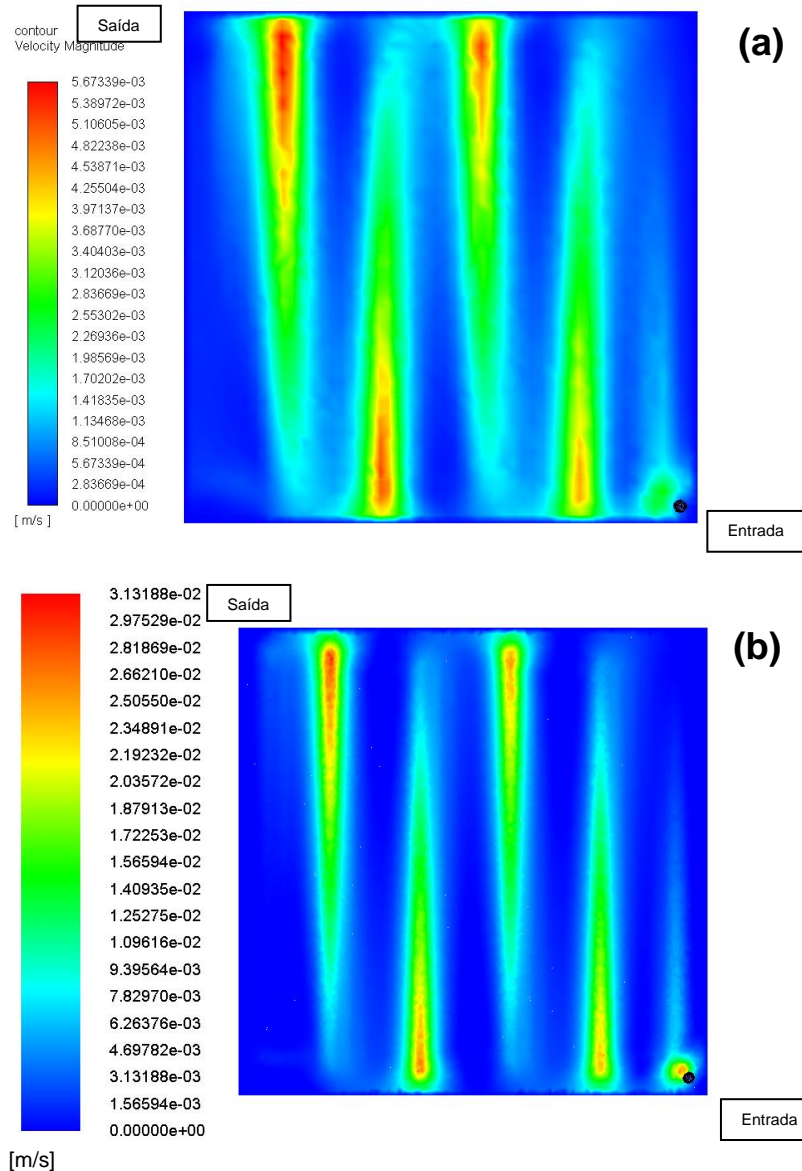 Saída
contour
Velocity Magnitude
(a)
5.67339e-03
5.38972e-03
5.10605e-03
4.82238e-03
4.53871e-03
4.25504e-03
3.97137e-03
3.68770e-03
3.40403e-03
3.12036e-03
2.83669e-03
2.55302e-03
2.26936e-03
1.98569e-03
1.70202e-03
1.41835e-03
1.13468e-03
8.51008e-04
5.67339e-04
2.83669e-04
0.00000e+00
[ m/s ]
Entrada
3.13188e-02
2.97529e-02
2.81869e-02
2.66210e-02
2.50550e-02
2.34891e-02
2.19232e-02
2.03572e-02
1.87913e-02
1.72253e-02
1.56594e-02
1.40935e-02
1.25275e-02
1.09616e-02
9.39564e-03
7.82970e-03
6.26376e-03
4.69782e-03
3.13188e-03
1.56594e-03
0.00000e+00
Saída
(b)
Entrada
[m/s]